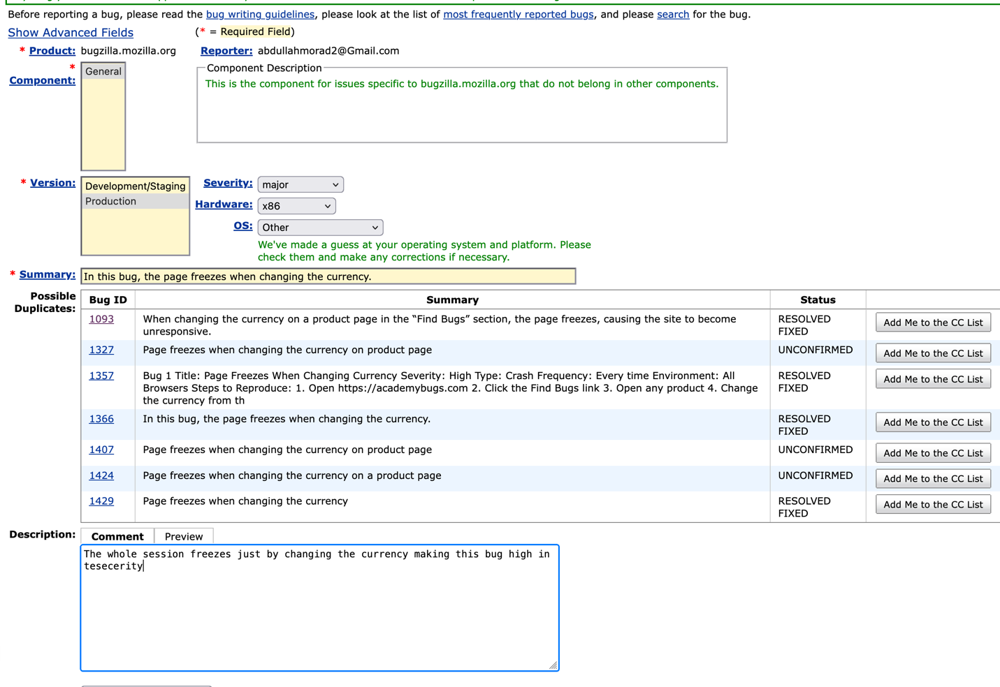 Before reporting a bug, please read the bug writing guidelines, please look at the list of most frequently reported bugs, and please search for the bug.
Show Advanced Fields (* = Required Field)
* Product: bugzilla.mozilla.org Reporter: abdullahmorad2@Gmail.com
*
Component:
General
Component Description
This is the component for issues specific to bugzilla.mozilla.org that do not belong in other components.
* Version:
Development/Staging
Production
Severity: major
Hardware: x86
OS: Other
We've made a guess at your operating system and platform. Please
check them and make any corrections if necessary.
* Summary: In this bug, the page freezes when changing the currency.
Possible
Duplicates:
Bug ID Summary Status
1093 When changing the currency on a product page in the “Find Bugs” section, the page freezes, causing the site to become RESOLVED Add Me to the CC List
unresponsive. FIXED
1327 Page freezes when changing the currency on product page UNCONFIRMED Add Me to the CC List
1357 Bug 1 Title: Page Freezes When Changing Currency Severity: High Type: Crash Frequency: Every time Environment: All RESOLVED Add Me to the CC List
Browsers Steps to Reproduce: 1. Open https://academybugs.com 2. Click the Find Bugs link 3. Open any product 4. Change FIXED
the currency from th
1366 In this bug, the page freezes when changing the currency. RESOLVED Add Me to the CC List
FIXED
1407 Page freezes when changing the currency on product page UNCONFIRMED Add Me to the CC List
1424 Page freezes when changing the currency on a product page UNCONFIRMED Add Me to the CC List
1429 Page freezes when changing the currency RESOLVED Add Me to the CC List
FIXED
Description: Comment Preview
The whole session freezes just by changing the currency making this bug high in
tesecerity